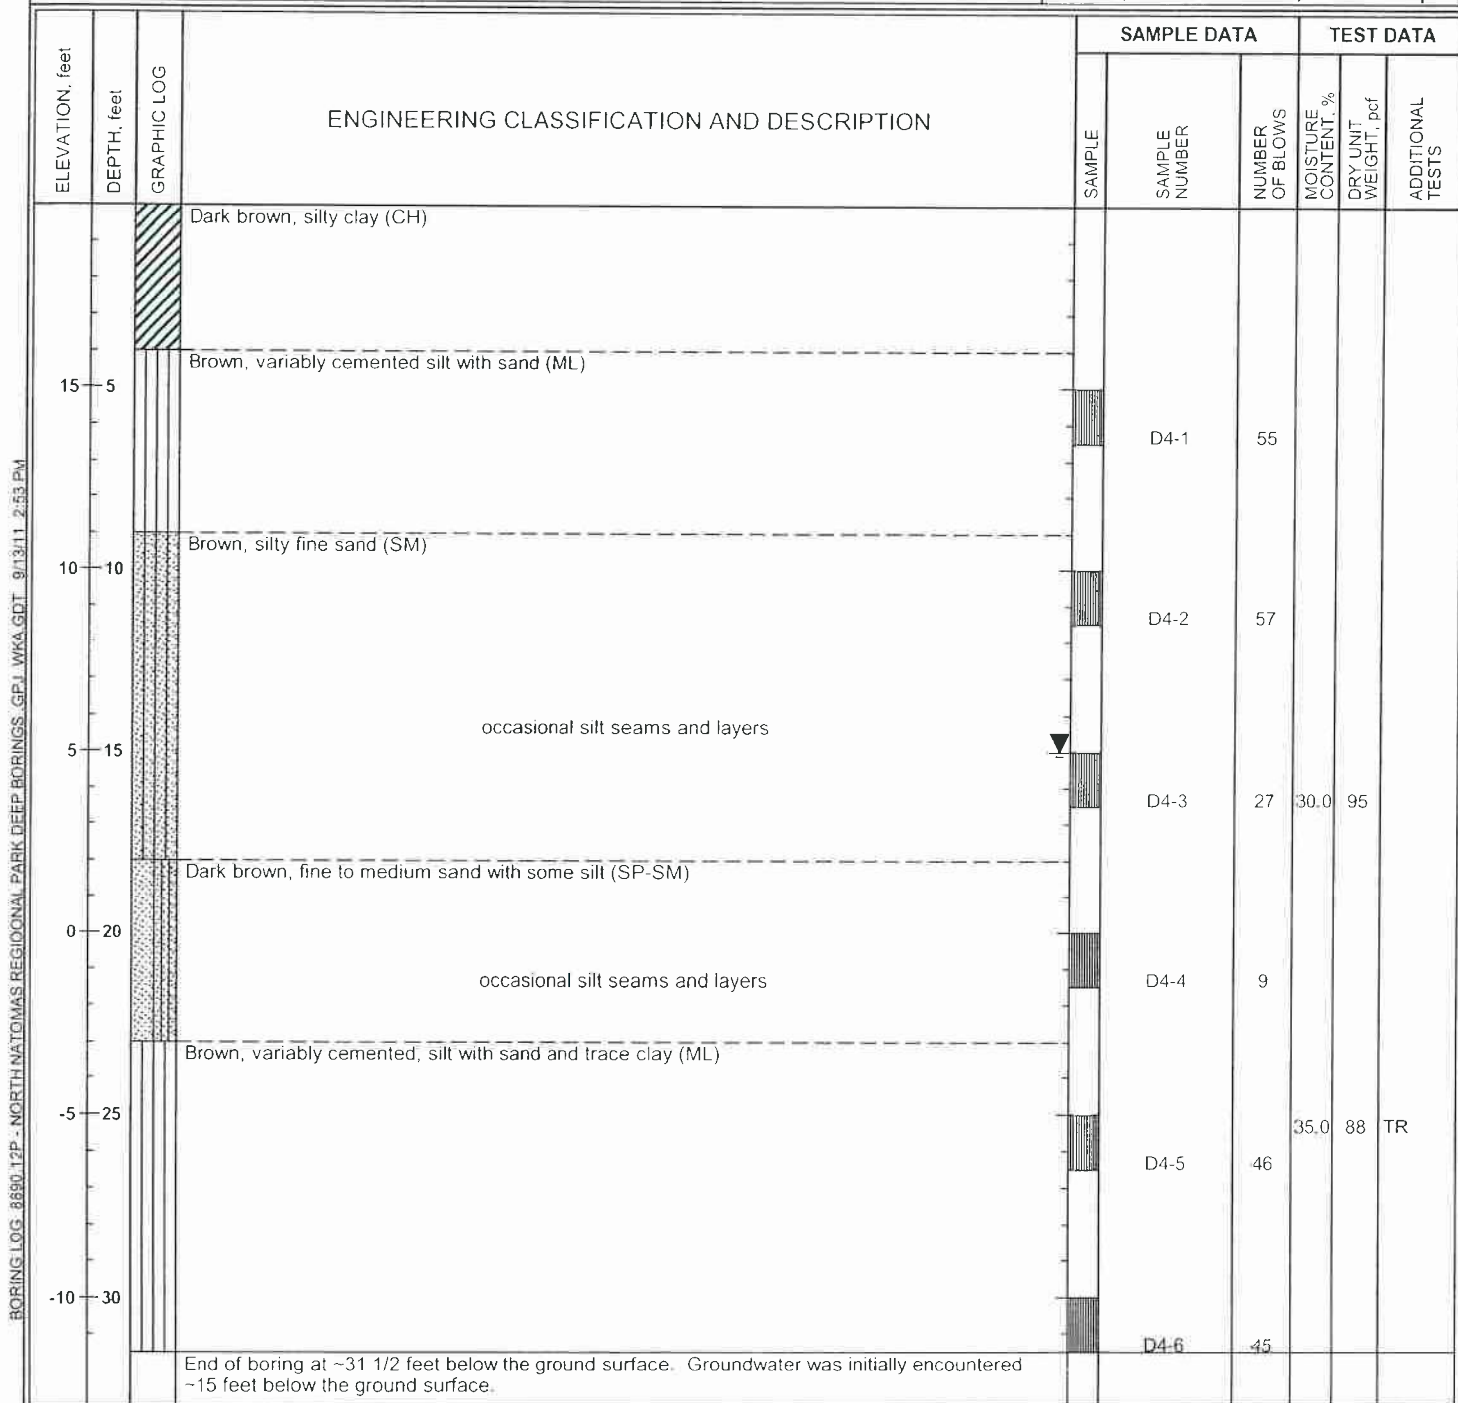 SAMPLE DATA
TEST DATA
ELEVATION, feet
DEPTH, feet
GRAPHIC LOG
ENGINEERING CLASSIFICATION AND DESCRIPTION
SAMPLE
SAMPLE
NUMBER
NUMBER
OF BLOWS
MOISTURE
CONTENT, %
DRY UNIT
WEIGHT, pcf
ADDITIONAL
TESTS
Dark brown, silty clay (CH)
Brown, variably cemented silt with sand (ML)
15 5
D4-1 55
Brown, silty fine sand (SM)
10 10
D4-2 57
occasional silt seams and layers
5 15
D4-3 27 30.0 95
Dark brown, fine to medium sand with some silt (SP-SM)
0 20
occasional silt seams and layers
D4-4 9
Brown, variably cemented, silt with sand and trace clay (ML)
-5 25
35.0 88 TR
D4-5 46
-10 30
D4-6 45
End of boring at ~31 1/2 feet below the ground surface. Groundwater was initially encountered
~15 feet below the ground surface.
BORING LOG 8890.12P - NORTH NATOMAS REGIOONAL PARK DEEP BORINGS.GPJ WKA.GDT 9/13/11 2:53 PM